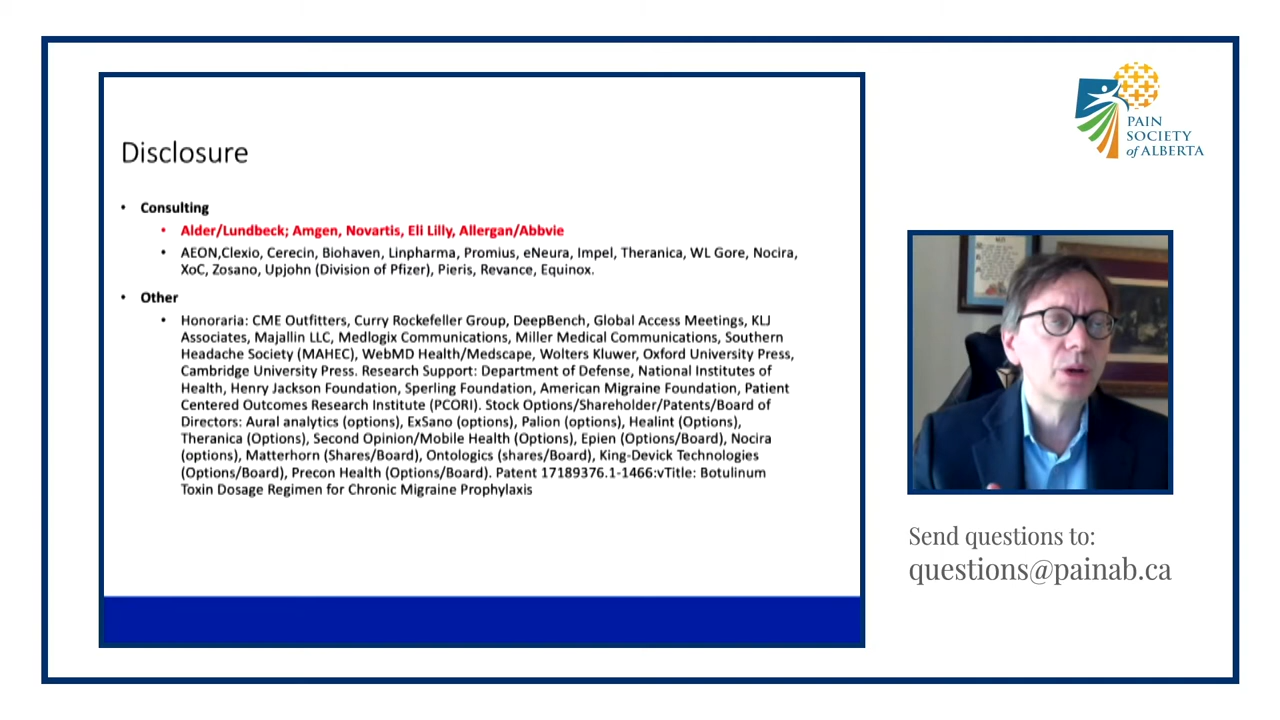 Disclosure
• Consulting
• Alder/Lundbeck; Amgen, Novartis, Eli Lilly, Allergan/Abbvie
• AEON,Clexio, Cerecin, Biohaven, Linpharma, Promius, eNeura, Impel, Theranica, WL Gore, Nocira,
XoC, Zosano, Upjohn (Division of Pfizer), Pieris, Revance, Equinox.
• Other
• Honoraria: CME Outfitters, Curry Rockefeller Group, DeepBench, Global Access Meetings, KLJ
Associates, Majallin LLC, Medlogix Communications, Miller Medical Communications, Southern
Headache Society (MAHEC), WebMD Health/Medscape, Wolters Kluwer, Oxford University Press,
Cambridge University Press. Research Support: Department of Defense, National Institutes of
Health, Henry Jackson Foundation, Sperling Foundation, American Migraine Foundation, Patient
Centered Outcomes Research Institute (PCORI). Stock Options/Shareholder/Patents/Board of
Directors: Aural analytics (options), ExSano (options), Palion (options), Healint (Options),
Theranica (Options), Second Opinion/Mobile Health (Options), Epien (Options/Board), Nocira
(options), Matterhorn (Shares/Board), Ontologics (shares/Board), King-Devick Technologies
(Options/Board), Precon Health (Options/Board). Patent 17189376.1-1466:vTitle: Botulinum
Toxin Dosage Regimen for Chronic Migraine Prophylaxis
PAIN
SOCIETY
of ALBERTA
Send questions to:
questions@painab.ca